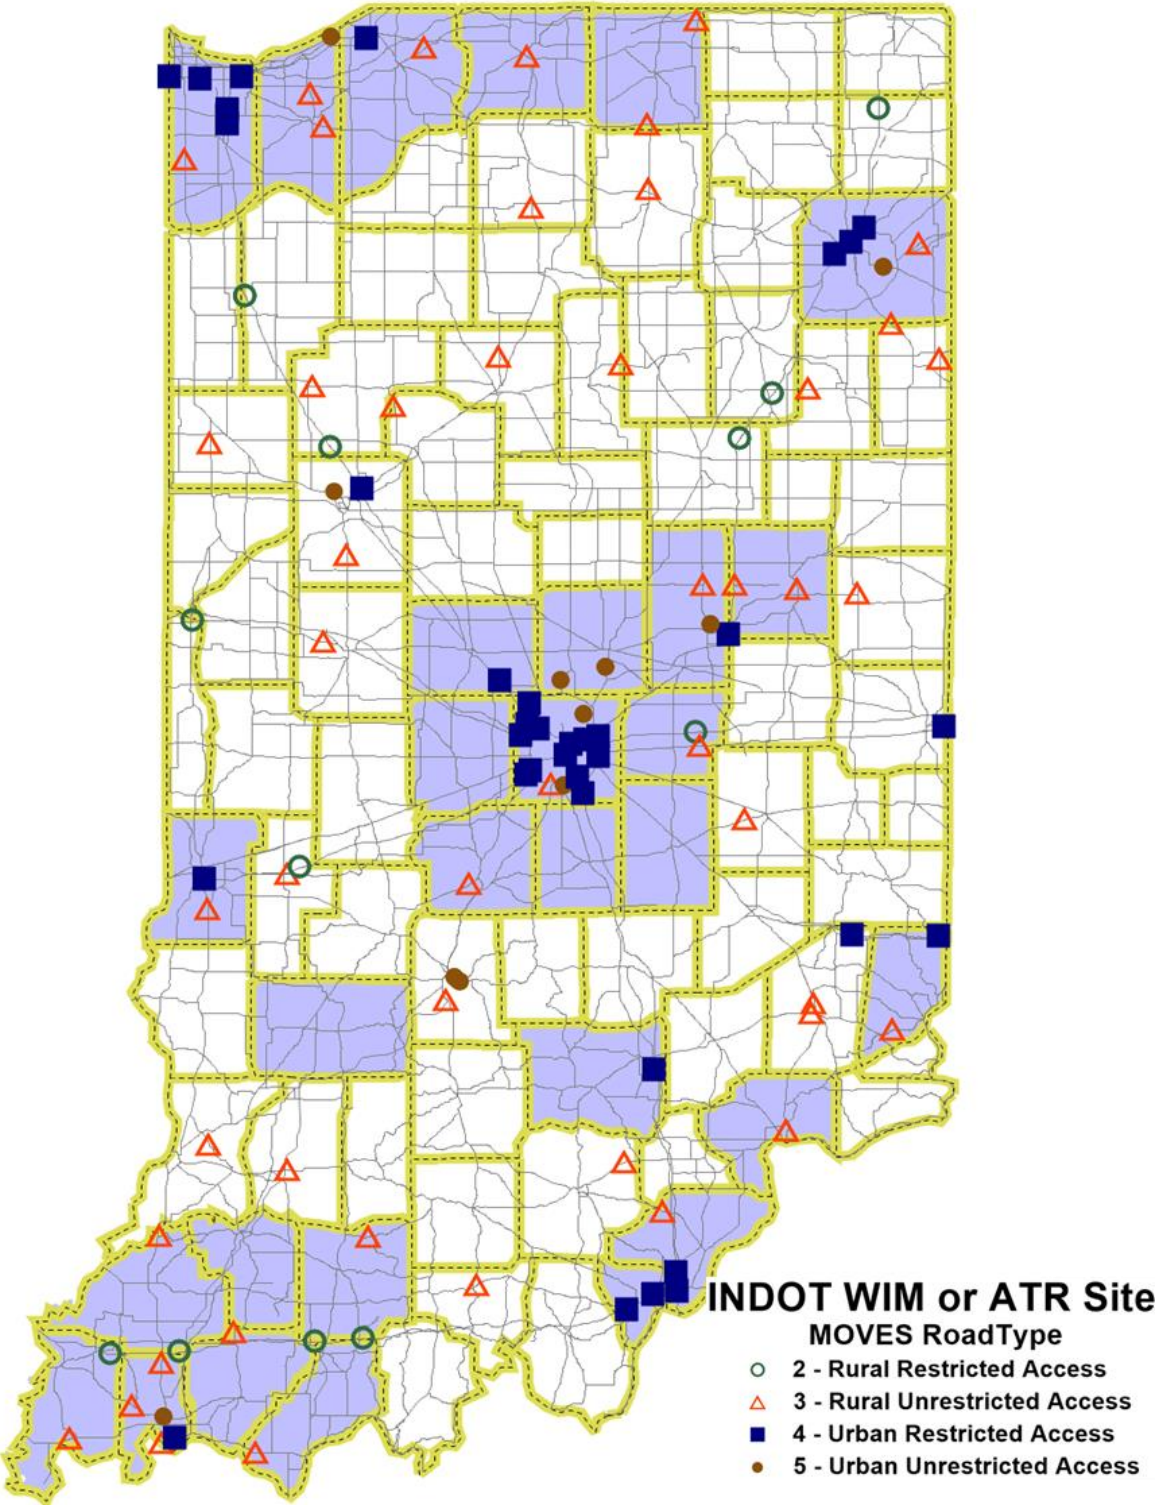 INDOT WIM or ATR Site
MOVES RoadType
2 - Rural Restricted Access
3 - Rural Unrestricted Access
4 - Urban Restricted Access
5 - Urban Unrestricted Access